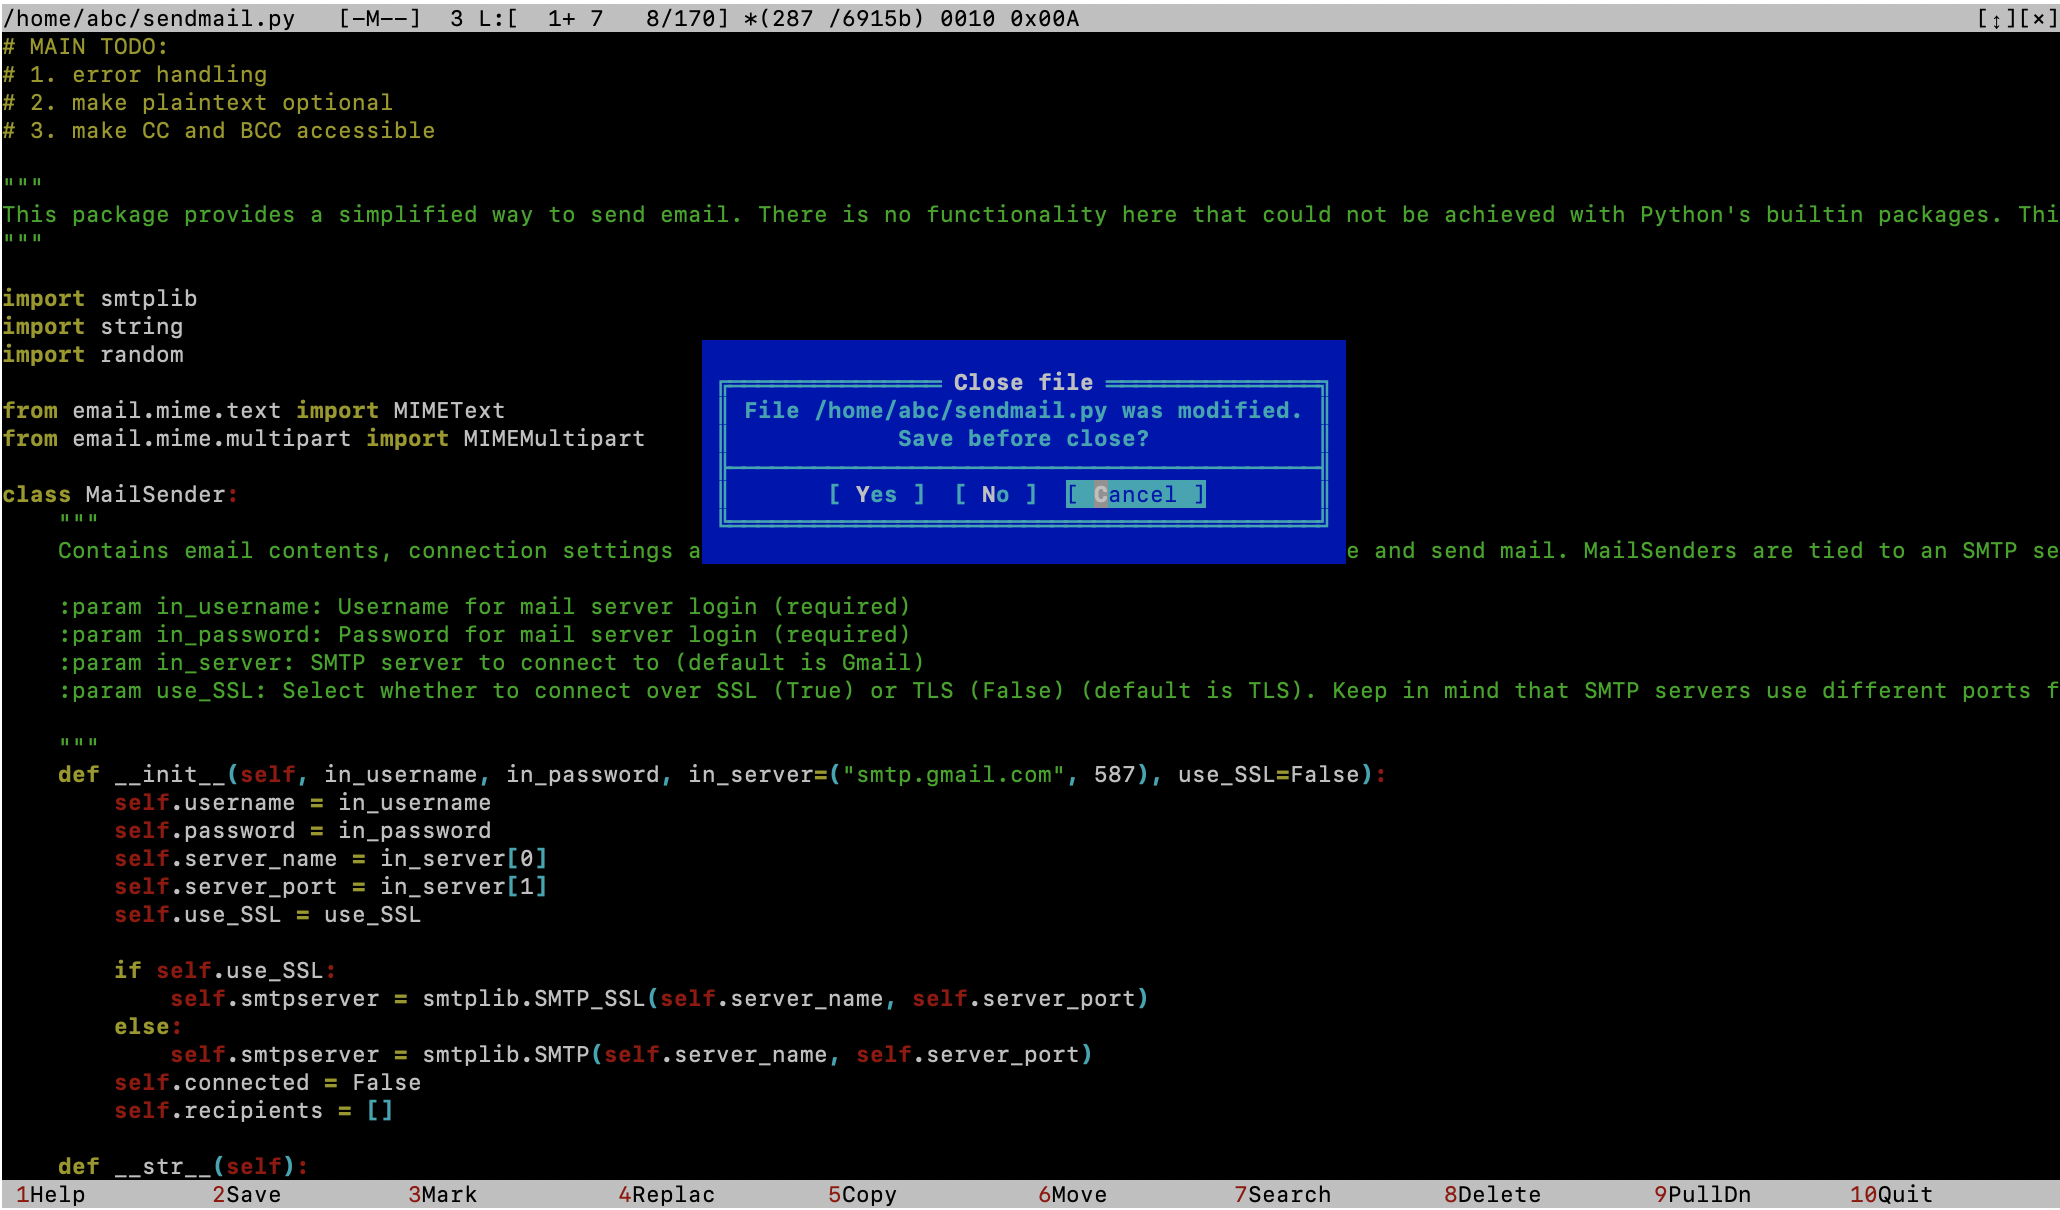 /home/abc/sendmail.py   [-M--]  3 L:[  1+ 7   8/170] *(287 /6915b) 0010 0x00A                                                                [↕][×]
# MAIN TODO:
# 1. error handling
# 2. make plaintext optional
# 3. make CC and BCC accessible
"""
This package provides a simplified way to send email. There is no functionality here that could not be achieved with Python's builtin packages. Thi
"""
import smtplib
import string
import random
from email.mime.text import MIMEText
from email.mime.multipart import MIMEMultipart
class MailSender:
    """
    Contains email contents, connection settings a
e and send mail. MailSenders are tied to an SMTP se
    :param in_username: Username for mail server login (required)
    :param in_password: Password for mail server login (required)
    :param in_server: SMTP server to connect to (default is Gmail)
    :param use_SSL: Select whether to connect over SSL (True) or TLS (False) (default is TLS). Keep in mind that SMTP servers use different ports f
    """
    def __init__(self, in_username, in_password, in_server=("smtp.gmail.com", 587), use_SSL=False):
        self.username = in_username
        self.password = in_password
        self.server_name = in_server[0]
        self.server_port = in_server[1]
        self.use_SSL = use_SSL
        if self.use_SSL:
            self.smtpserver = smtplib.SMTP_SSL(self.server_name, self.server_port)
        else:
            self.smtpserver = smtplib.SMTP(self.server_name, self.server_port)
        self.connected = False
        self.recipients = []
    def __str__(self):
Close file
File /home/abc/sendmail.py was modified.
Save before close?
[ Yes ]  [ No ]  [ Cancel ]
1Help 2Save 3Mark 4Replac 5Copy 6Move 7Search 8Delete 9PullDn 10Quit